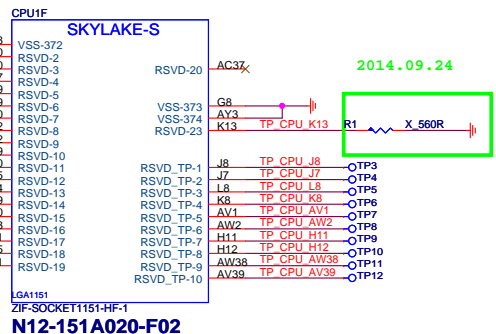 CPU1F
SKYLAKE-S
VSS-372
RSVD-2
RSVD-3
RSVD-4
RSVD-5
RSVD-6
RSVD-7
RSVD-8
RSVD-9
RSVD-10
RSVD-11
RSVD-12
RSVD-13
RSVD-14
RSVD-15
RSVD-16
RSVD-17
RSVD-18
RSVD-19
RSVD-20 AC37
2014.09.24
VSS-373 G8
VSS-374 AY3
RSVD-23 K13 TP_CPU_K13 R1 X_560R
RSVD_TP-1 J8 TP_CPU_J8 TP3
RSVD_TP-2 J7 TP_CPU_J7 TP4
RSVD_TP-3 L8 TP_CPU_L8 TP5
RSVD_TP-4 K8 TP_CPU_K8 TP6
RSVD_TP-5 AV1 TP_CPU_AV1 TP7
RSVD_TP-6 AW2 TP_CPU_AW2 TP8
RSVD_TP-7 H11 TP_CPU_H11 TP9
RSVD_TP-8 H12 TP_CPU_H12 TP10
RSVD_TP-9 AW38 TP_CPU_AW38 TP11
RSVD_TP-10 AV39 TP_CPU_AV39 TP12
LGA1151
ZIF-SOCKET1151-HF-1
N12-151A020-F02